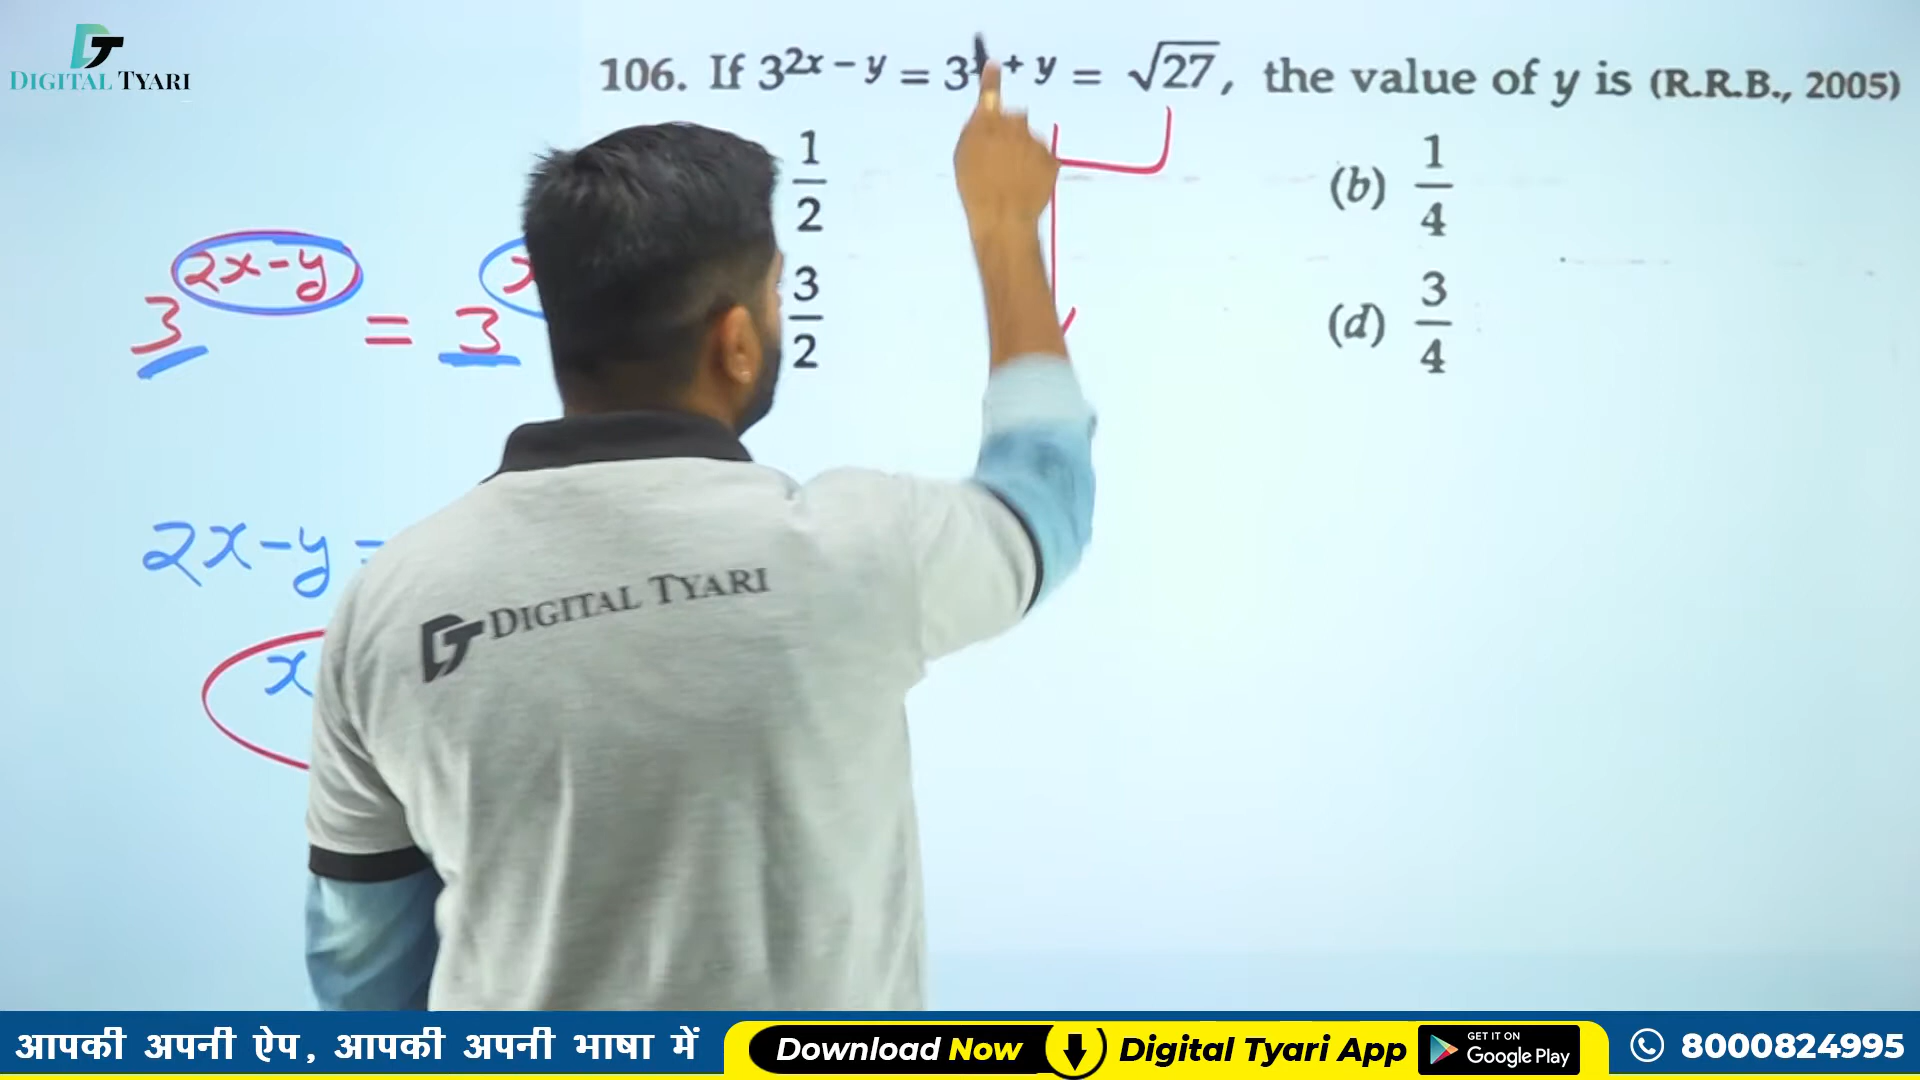 DIGITAL TYARI
106. If 3^{2x – y} = 3^{x + y} = √27, the value of y is (R.R.B., 2005)
1/2
(b) 1/4
3/2
(d) 3/4
3^{2x-y} = 3^{x
2x-y =
x
DT DIGITAL TYARI
आपकी अपनी ऐप, आपकी अपनी भाषा में
Download Now
Digital Tyari App
GET IT ON
Google Play
8000824995